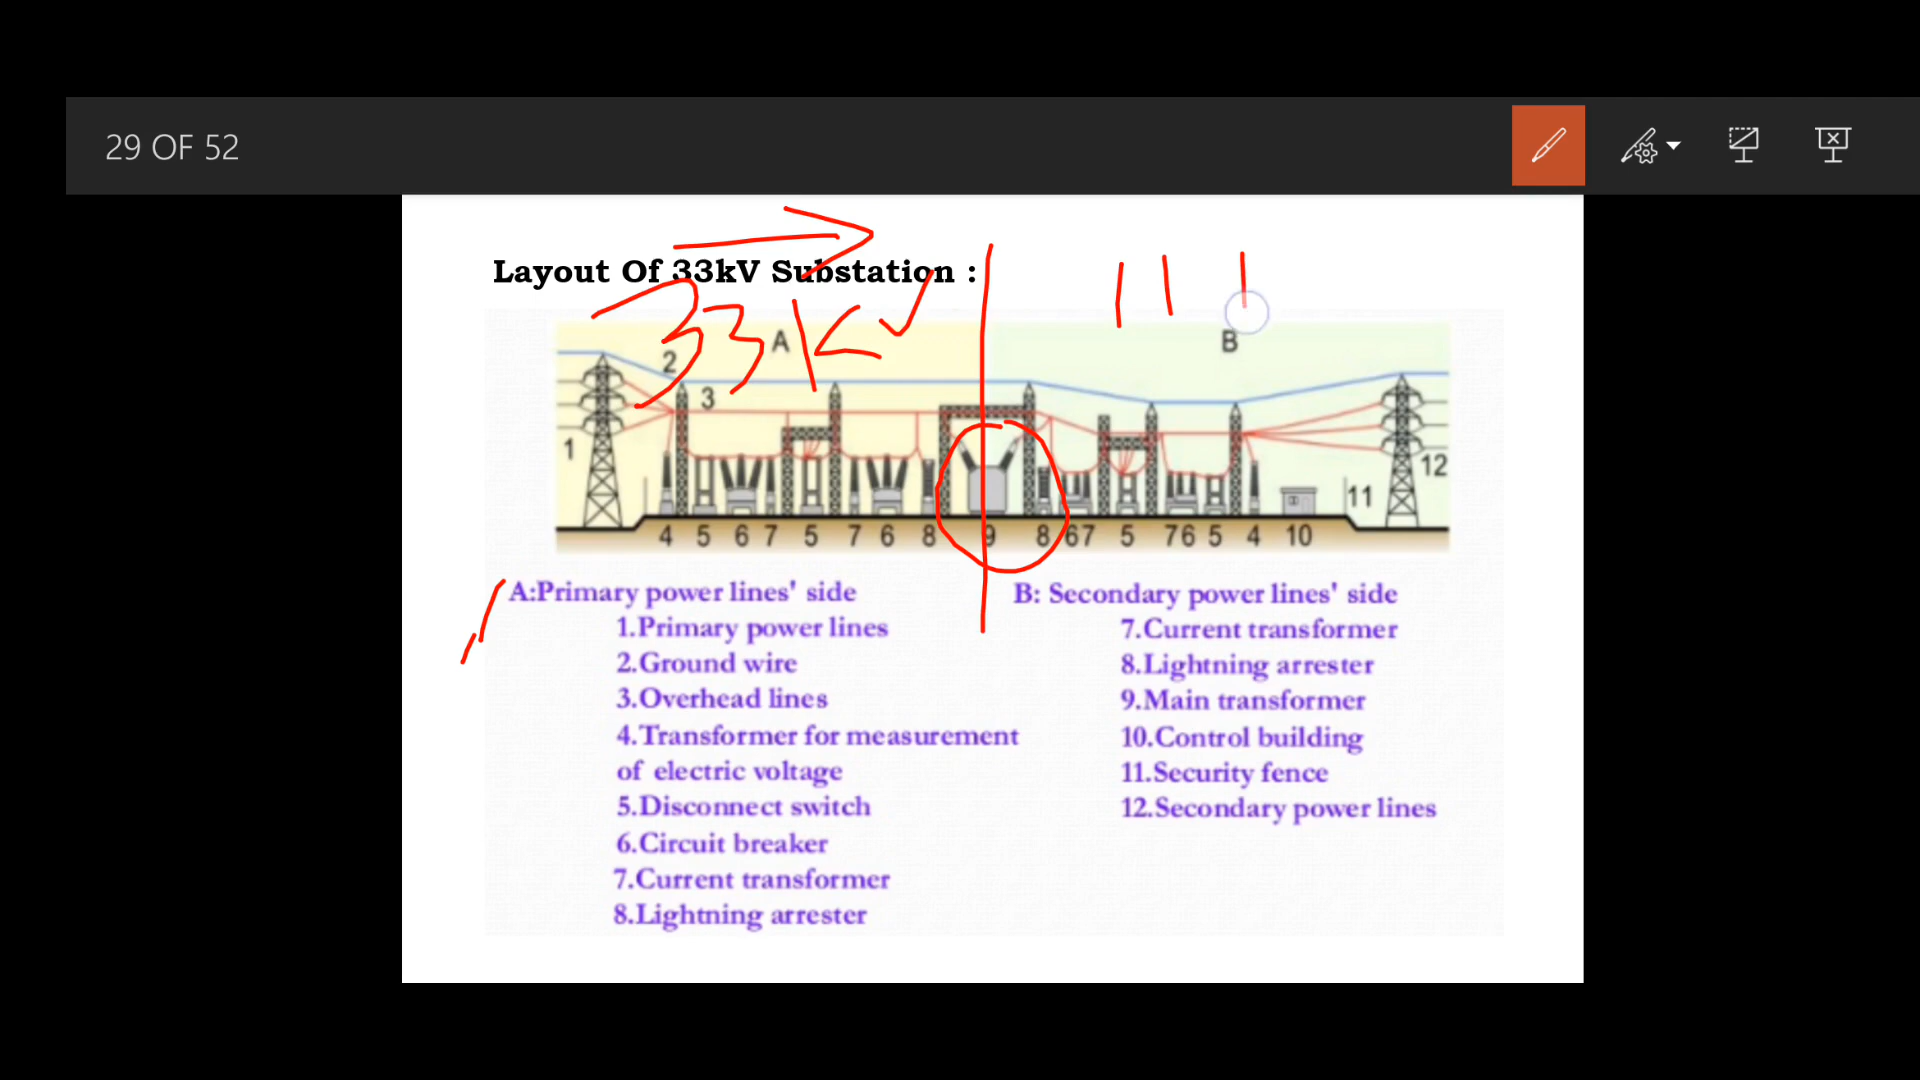 29 OF 52
Layout Of 33kV Substation :
33kV
11
A
B
2
3
1
12
11
4 5 6 7 5 7 6 8 9 8 6 7 5 7 6 5 4 10
A:Primary power lines' side
1.Primary power lines
2.Ground wire
3.Overhead lines
4.Transformer for measurement
of electric voltage
5.Disconnect switch
6.Circuit breaker
7.Current transformer
8.Lightning arrester
B: Secondary power lines' side
7.Current transformer
8.Lightning arrester
9.Main transformer
10.Control building
11.Security fence
12.Secondary power lines